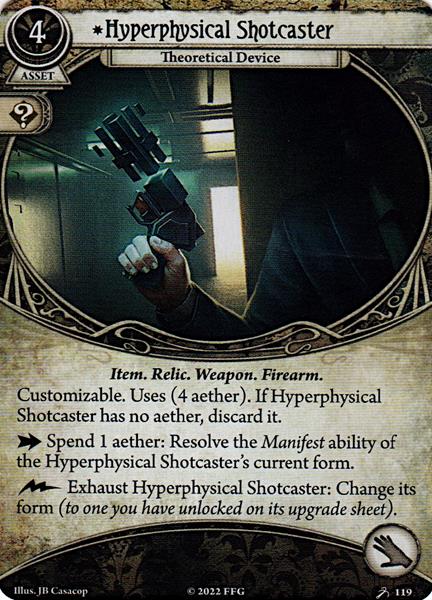 4
ASSET
*Hyperphysical Shotcaster
Theoretical Device
?
Item. Relic. Weapon. Firearm.
Customizable. Uses (4 aether). If Hyperphysical
Shotcaster has no aether, discard it.
Spend 1 aether: Resolve the Manifest ability of
the Hyperphysical Shotcaster's current form.
Exhaust Hyperphysical Shotcaster: Change its
form (to one you have unlocked on its upgrade sheet).
Illus. JB Casacop
© 2022 FFG
119